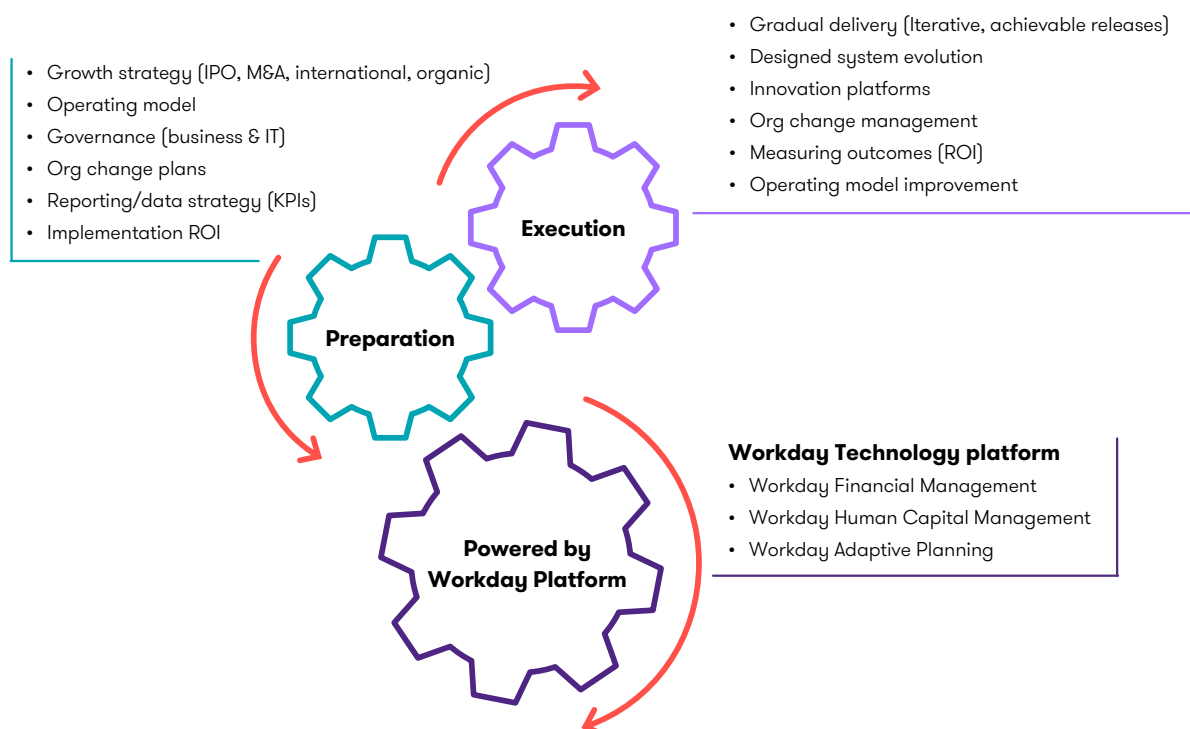 • Growth strategy (IPO, M&A, international, organic)
• Operating model
• Governance (business & IT)
• Org change plans
• Reporting/data strategy (KPIs)
• Implementation ROI
• Gradual delivery (Iterative, achievable releases)
• Designed system evolution
• Innovation platforms
• Org change management
• Measuring outcomes (ROI)
• Operating model improvement
Execution
Preparation
Powered by
Workday Platform
Workday Technology platform
• Workday Financial Management
• Workday Human Capital Management
• Workday Adaptive Planning